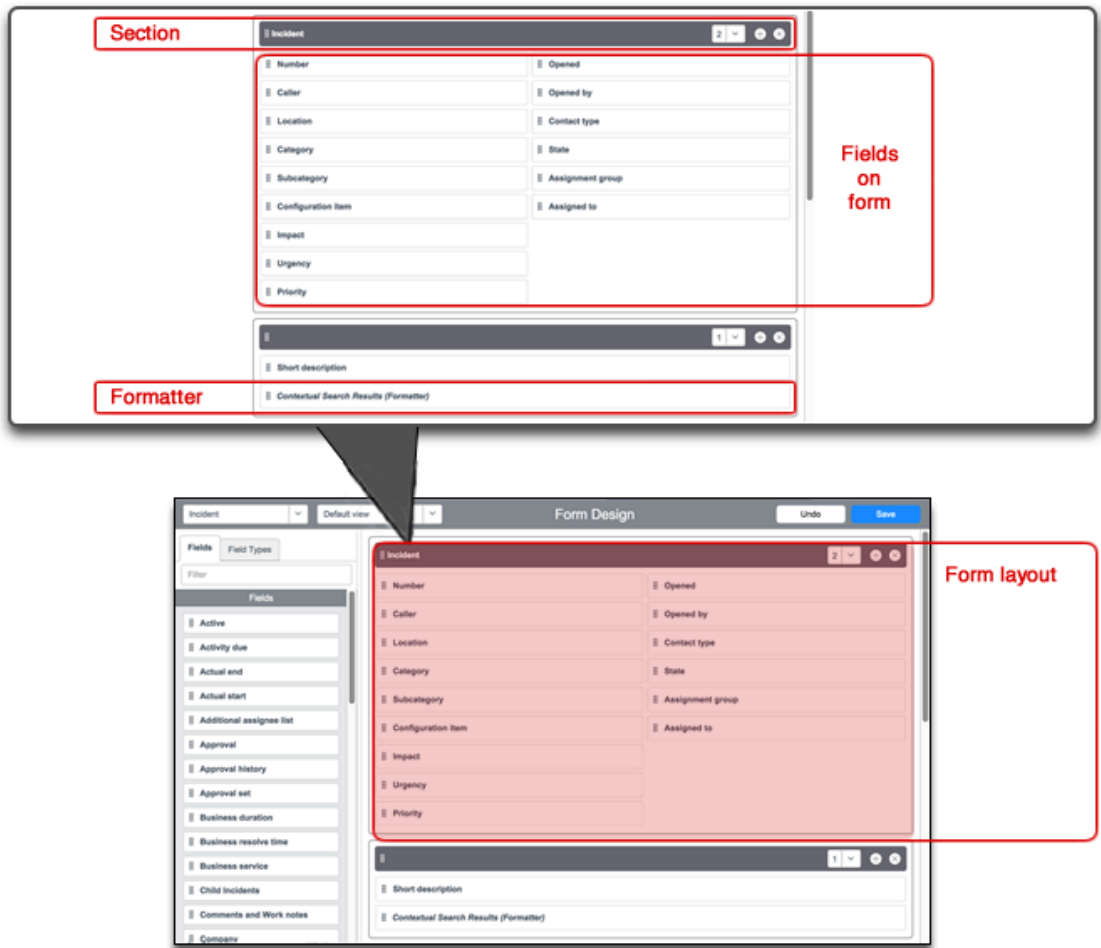 Section
Incident 2
Number Opened
Caller Opened by
Location Contact type
Category State
Subcategory Assignment group
Configuration Item Assigned to
Impact
Urgency
Priority
Fields
on
form
1
Short description
Formatter
Contextual Search Results (Formatter)
Incident Default view Form Design Undo Save
Fields Field Types
Filter
Fields
Active
Activity due
Actual end
Actual start
Additional assignee list
Approval
Approval history
Approval set
Business duration
Business resolve time
Business service
Child Incidents
Comments and Work notes
Company
Incident 2
Number Opened
Caller Opened by
Location Contact type
Category State
Subcategory Assignment group
Configuration Item Assigned to
Impact
Urgency
Priority
Form layout
1
Short description
Contextual Search Results (Formatter)